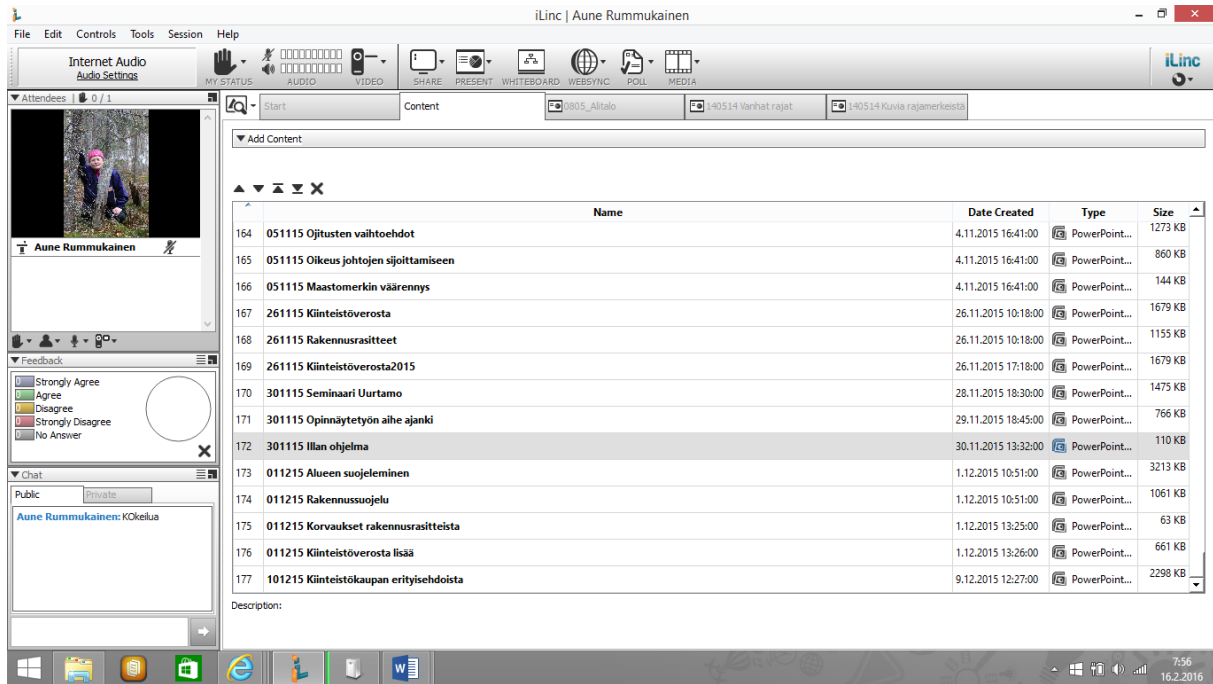 iLinc | Aune Rummukainen
File Edit Controls Tools Session Help
Internet Audio
Audio Settings
MY STATUS AUDIO VIDEO SHARE PRESENT WHITEBOARD WEBSYNC POLL MEDIA
iLinc
Attendees | 0 / 1
Start Content 0805_Alitalo 140514 Vanhat rajat 140514 Kuvia rajamerkeistä
Add Content
Name Date Created Type Size
164 051115 Ojitusten vaihtoehdot 4.11.2015 16:41:00 PowerPoint... 1273 KB
165 051115 Oikeus johtojen sijoittamiseen 4.11.2015 16:41:00 PowerPoint... 860 KB
166 051115 Maastomerkin väärennys 4.11.2015 16:41:00 PowerPoint... 144 KB
167 261115 Kiinteistöverosta 26.11.2015 10:18:00 PowerPoint... 1679 KB
168 261115 Rakennusrasitteet 26.11.2015 10:18:00 PowerPoint... 1155 KB
169 261115 Kiinteistöverosta2015 26.11.2015 17:18:00 PowerPoint... 1679 KB
170 301115 Seminaari Uurtamo 28.11.2015 18:30:00 PowerPoint... 1475 KB
171 301115 Opinnäytetyön aihe ajanki 29.11.2015 18:45:00 PowerPoint... 766 KB
172 301115 Illan ohjelma 30.11.2015 13:32:00 PowerPoint... 110 KB
173 011215 Alueen suojeleminen 1.12.2015 10:51:00 PowerPoint... 3213 KB
174 011215 Rakennussuojelu 1.12.2015 10:51:00 PowerPoint... 1061 KB
175 011215 Korvaukset rakennusrasitteista 1.12.2015 13:25:00 PowerPoint... 63 KB
176 011215 Kiinteistöverosta lisää 1.12.2015 13:26:00 PowerPoint... 661 KB
177 101215 Kiinteistökaupan erityisehdoista 9.12.2015 12:27:00 PowerPoint... 2298 KB
Description:
Aune Rummukainen
Feedback
0 Strongly Agree
0 Agree
0 Disagree
0 Strongly Disagree
0 No Answer
Chat
Public Private
Aune Rummukainen: KOkeilua
7:56
16.2.2016